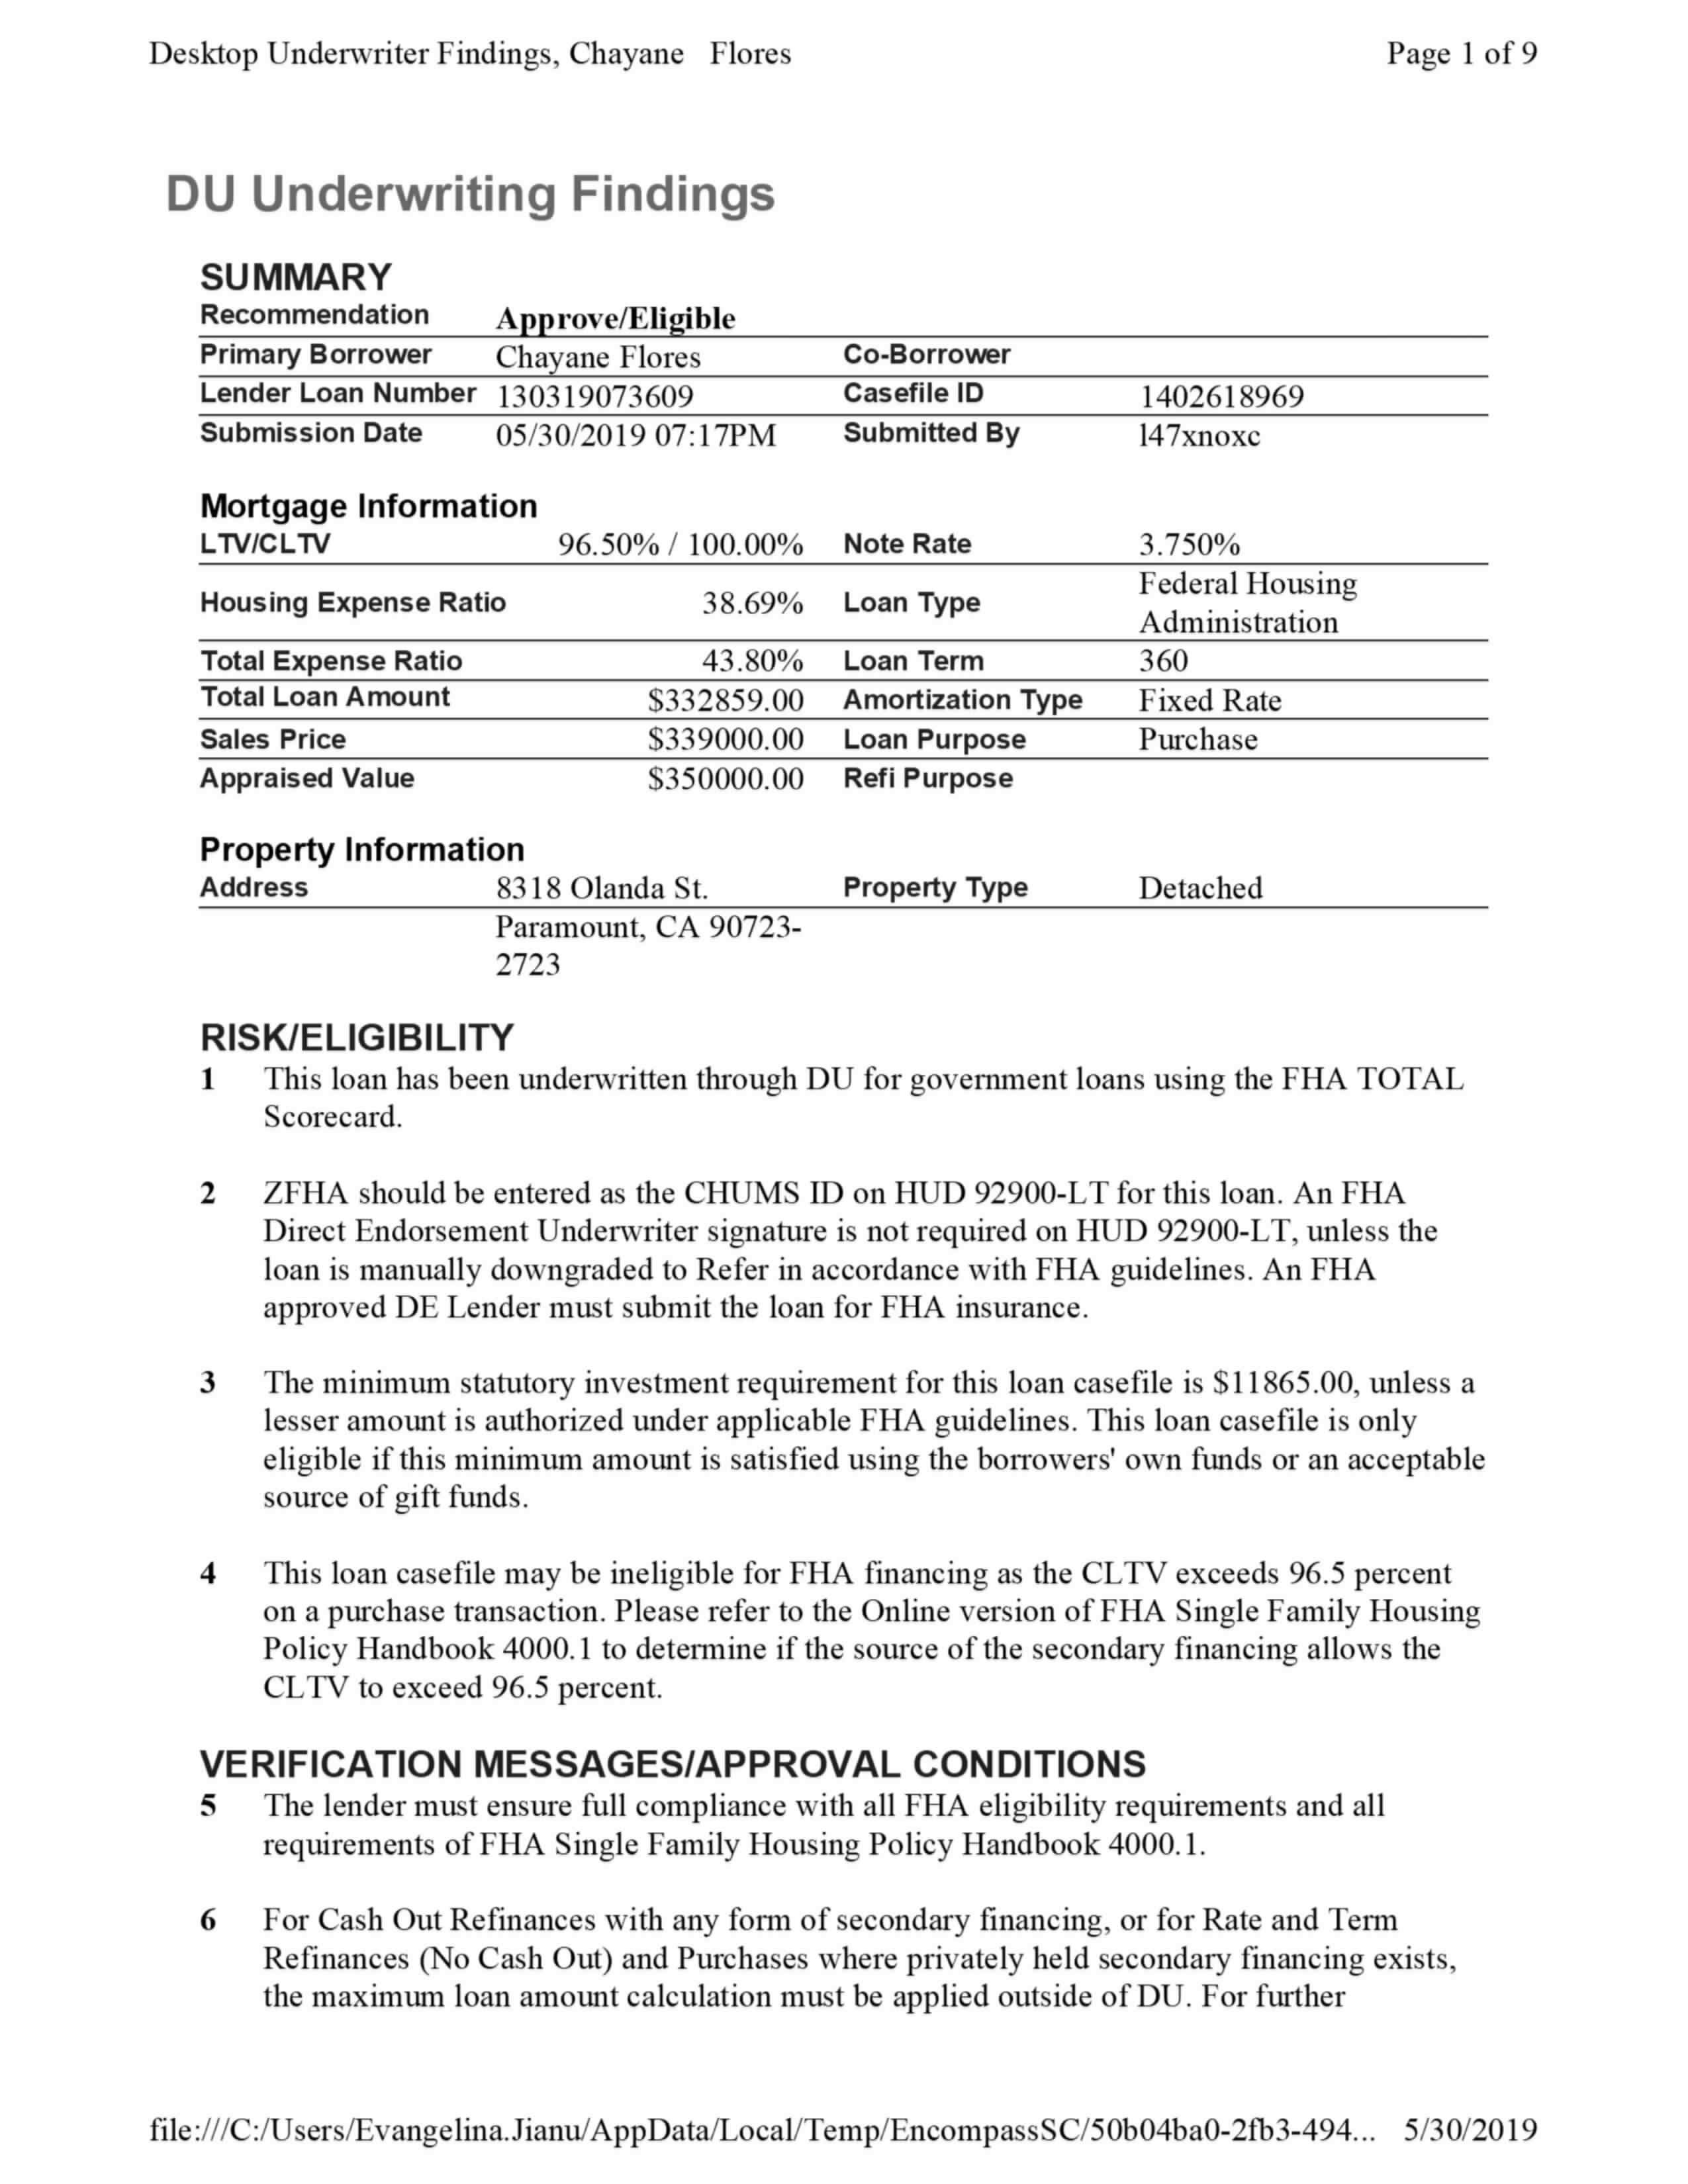 Desktop Underwriter Findings, Chayane Flores Page 1 of 9
DU Underwriting Findings
SUMMARY
Recommendation Approve/Eligible
Primary Borrower Chayane Flores Co-Borrower
Lender Loan Number 130319073609 Casefile ID 1402618969
Submission Date 05/30/2019 07:17PM Submitted By l47xnoxc
Mortgage Information
LTV/CLTV 96.50% / 100.00% Note Rate 3.750%
Housing Expense Ratio 38.69% Loan Type Federal Housing
Administration
Total Expense Ratio 43.80% Loan Term 360
Total Loan Amount $332859.00 Amortization Type Fixed Rate
Sales Price $339000.00 Loan Purpose Purchase
Appraised Value $350000.00 Refi Purpose
Property Information
Address 8318 Olanda St. Property Type Detached
Paramount, CA 90723-
2723
RISK/ELIGIBILITY
1 This loan has been underwritten through DU for government loans using the FHA TOTAL
Scorecard.
2 ZFHA should be entered as the CHUMS ID on HUD 92900-LT for this loan. An FHA
Direct Endorsement Underwriter signature is not required on HUD 92900-LT, unless the
loan is manually downgraded to Refer in accordance with FHA guidelines. An FHA
approved DE Lender must submit the loan for FHA insurance.
3 The minimum statutory investment requirement for this loan casefile is $11865.00, unless a
lesser amount is authorized under applicable FHA guidelines. This loan casefile is only
eligible if this minimum amount is satisfied using the borrowers' own funds or an acceptable
source of gift funds.
4 This loan casefile may be ineligible for FHA financing as the CLTV exceeds 96.5 percent
on a purchase transaction. Please refer to the Online version of FHA Single Family Housing
Policy Handbook 4000.1 to determine if the source of the secondary financing allows the
CLTV to exceed 96.5 percent.
VERIFICATION MESSAGES/APPROVAL CONDITIONS
5 The lender must ensure full compliance with all FHA eligibility requirements and all
requirements of FHA Single Family Housing Policy Handbook 4000.1.
6 For Cash Out Refinances with any form of secondary financing, or for Rate and Term
Refinances (No Cash Out) and Purchases where privately held secondary financing exists,
the maximum loan amount calculation must be applied outside of DU. For further
file:///C:/Users/Evangelina.Jianu/AppData/Local/Temp/EncompassSC/50b04ba0-2fb3-494... 5/30/2019